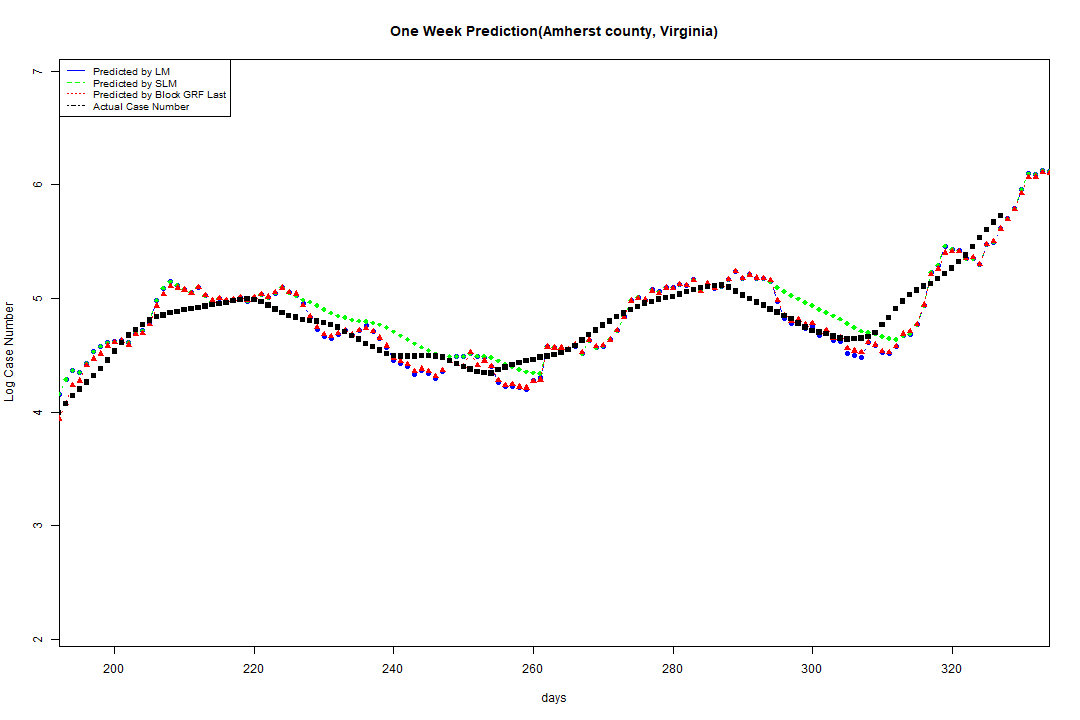 One Week Prediction(Amherst county, Virginia)
Predicted by LM
Predicted by SLM
Predicted by Block GRF Last
Actual Case Number
7
6
5
4
3
2
Log Case Number
200 220 240 260 280 300 320
days